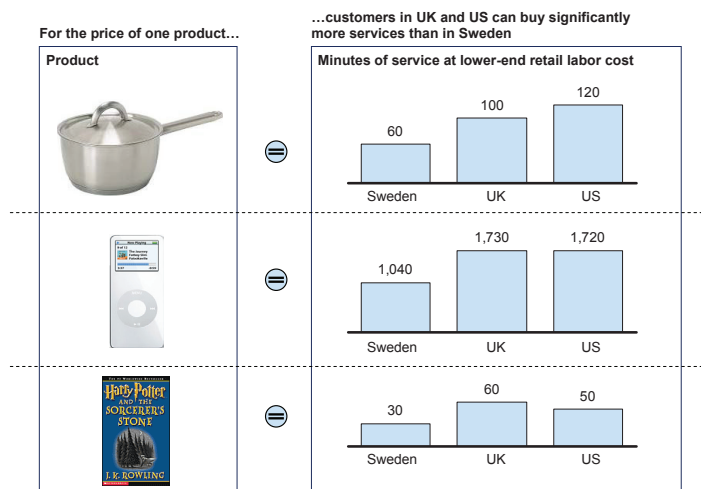 For the price of one product…
…customers in UK and US can buy significantly
more services than in Sweden
Product
Minutes of service at lower-end retail labor cost
60
100
120
Sweden
UK
US
Now Playing
1,040
1,730
1,720
Sweden
UK
US
Harry Potter
AND THE
SORCERER'S
STONE
J. K. ROWLING
30
60
50
Sweden
UK
US